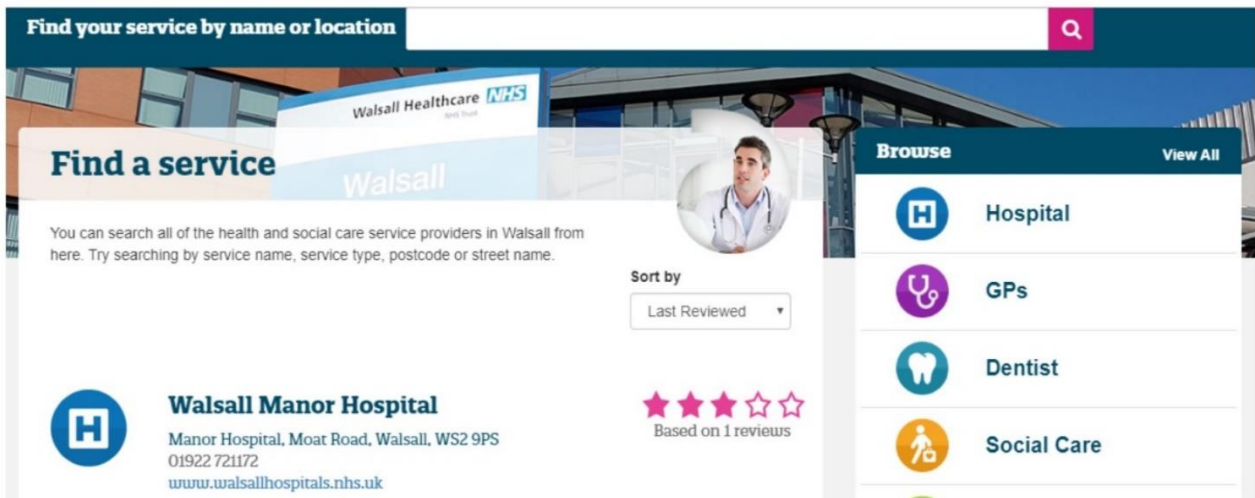 Find your service by name or location
Walsall Healthcare NHS
NHS Trust
Walsall
Find a service
You can search all of the health and social care service providers in Walsall from
here. Try searching by service name, service type, postcode or street name.
Sort by
Last Reviewed
H
Walsall Manor Hospital
Manor Hospital, Moat Road, Walsall, WS2 9PS
01922 721172
www.walsallhospitals.nhs.uk
Based on 1 reviews
Browse
View All
H
Hospital
GPs
Dentist
Social Care